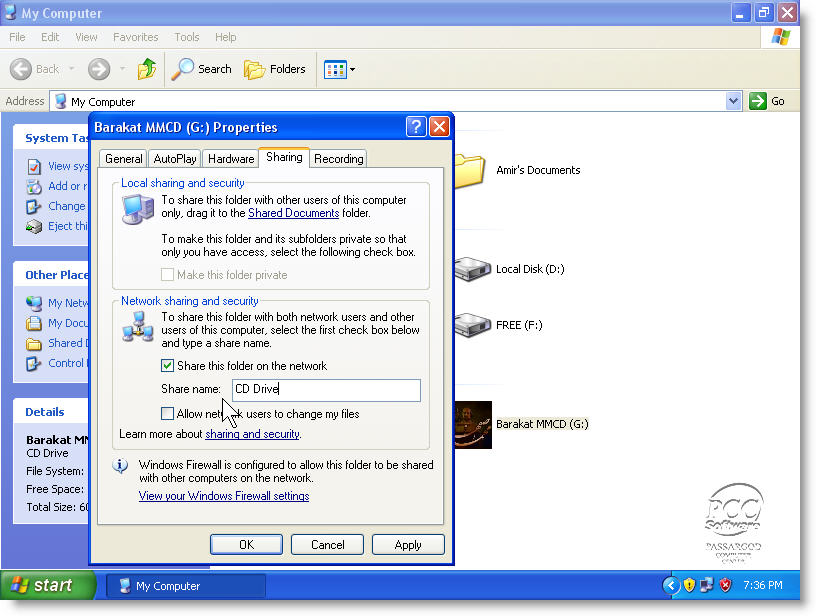 My Computer
File Edit View Favorites Tools Help
Back Search Folders
Address My Computer Go
System Tas
View sys
Add or r
Change
Eject thi
Other Place
My Netw
My Docu
Shared D
Control
Details
Barakat MM
CD Drive
File System:
Free Space:
Total Size: 60
Barakat MMCD (G:) Properties
General AutoPlay Hardware Sharing Recording
Local sharing and security
To share this folder with other users of this computer
only, drag it to the Shared Documents folder.
To make this folder and its subfolders private so that
only you have access, select the following check box.
Make this folder private
Network sharing and security
To share this folder with both network users and other
users of this computer, select the first check box below
and type a share name.
Share this folder on the network
Share name: CD Drive
Allow network users to change my files
Learn more about sharing and security.
Windows Firewall is configured to allow this folder to be shared
with other computers on the network.
View your Windows Firewall settings
OK Cancel Apply
Amir's Documents
Local Disk (D:)
FREE (F:)
Barakat MMCD (G:)
PCC
Software
PASSARGOD
COMPUTER
CENTER
start My Computer 7:36 PM